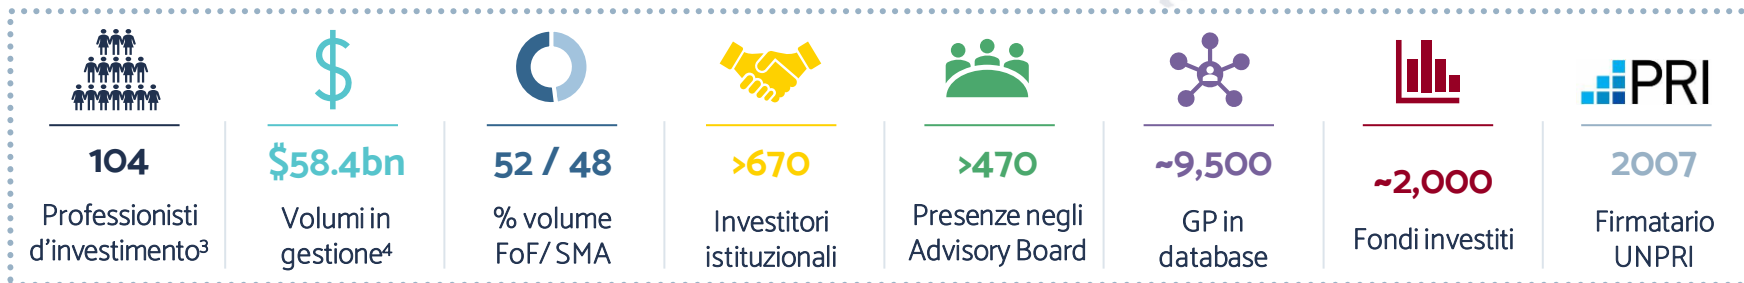 104
Professionisti
d'investimento³
$58.4bn
Volumi in
gestione⁴
52 / 48
% volume
FoF/ SMA
>670
Investitori
istituzionali
>470
Presenze negli
Advisory Board
~9,500
GP in
database
~2,000
Fondi investiti
PRI
2007
Firmatario
UNPRI